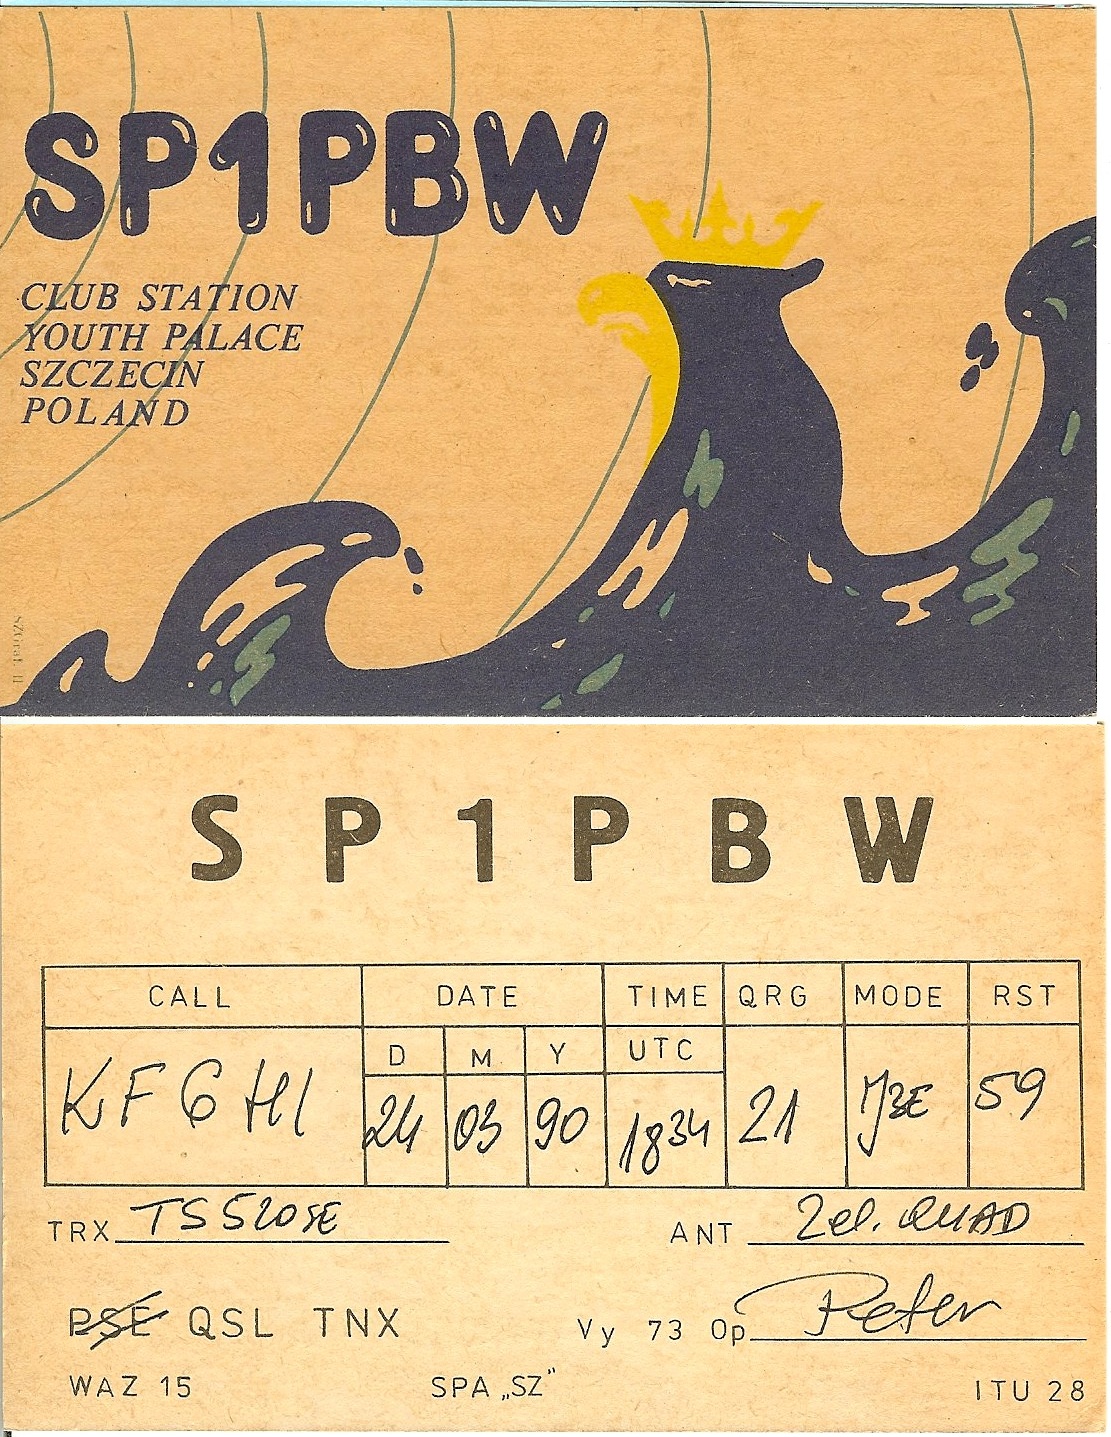 SP1PBW
CLUB STATION
YOUTH PALACE
SZCZECIN
POLAND
SP1PBW
CALL DATE TIME QRG MODE RST
D M Y UTC
KF6HI 24 03 90 1834 21 J3E 59
TRX TS520SE ANT 2el. QUAD
PSE QSL TNX Vy 73 Op Peter
WAZ 15 SPA „SZ” ITU 28